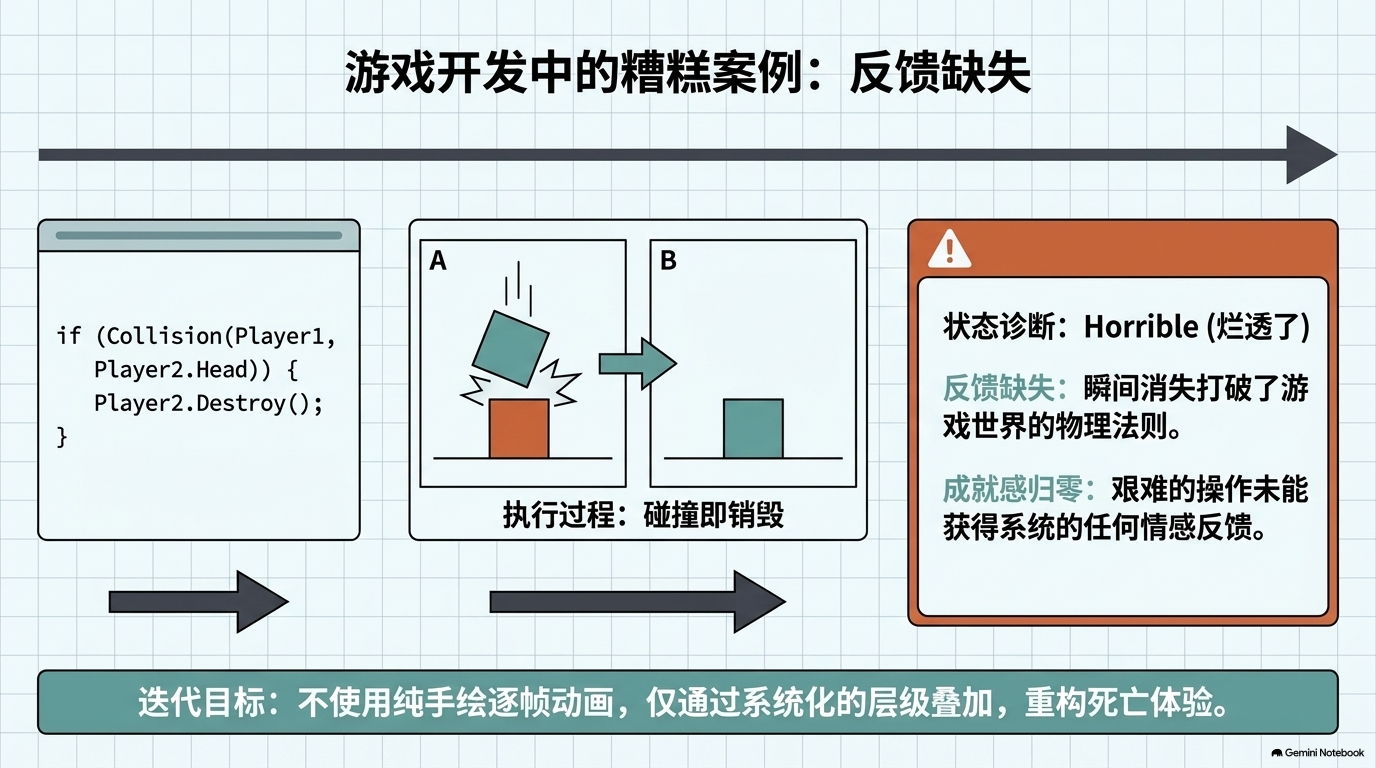 游戏开发中的糟糕案例：反馈缺失
if (Collision(Player1,
Player2.Head)) {
Player2.Destroy();
}
A
B
执行过程：碰撞即销毁
状态诊断：Horrible (烂透了)
反馈缺失：瞬间消失打破了游
戏世界的物理法则。
成就感归零：艰难的操作未能
获得系统的任何情感反馈。
迭代目标：不使用纯手绘逐帧动画，仅通过系统化的层级叠加，重构死亡体验。
Gemini Notebook